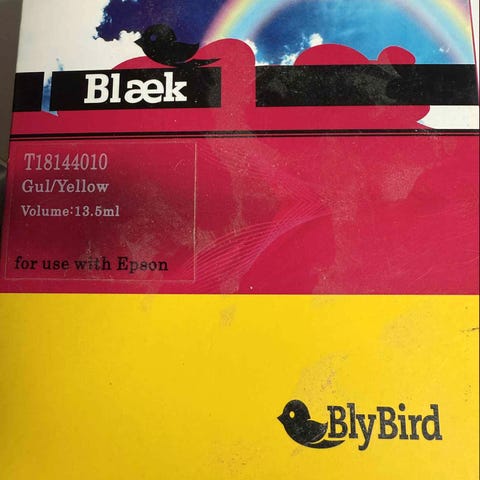 Blæk
T18144010
Gul/Yellow
Volume:13.5ml
for use with Epson
BlyBird